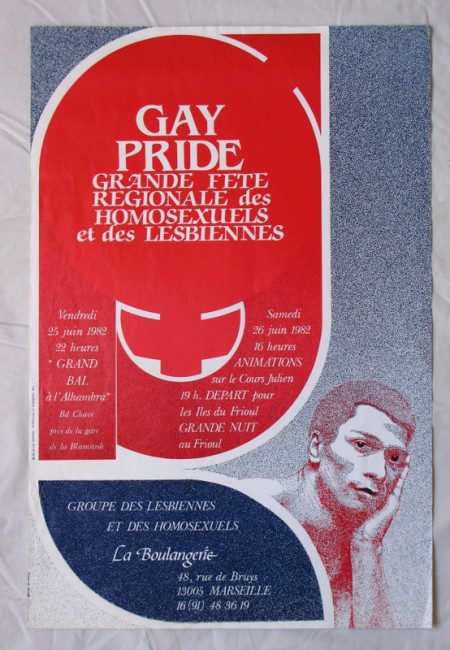 GAY
PRIDE
GRANDE FETE
REGIONALE des
HOMOSEXUELS
et des LESBIENNES
Vendredi
25 juin 1982
22 heures
"GRAND
BAL
à l'Alhambra"
Bd Chave
près de la gare
de la Blancarde
Samedi
26 juin 1982
16 heures
ANIMATIONS
sur le Cours Julien
19 h. DEPART pour
les Iles du Frioul
GRANDE NUIT
au Frioul
GROUPE DES LESBIENNES
ET DES HOMOSEXUELS
La Boulangerie
48, rue de Bruys
13005 MARSEILLE
16 (91) 48 36 19